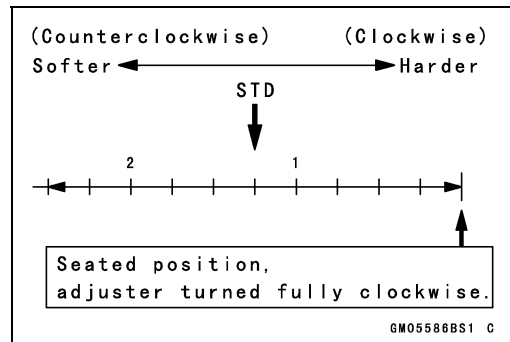 (Counterclockwise) (Clockwise)
Softer Harder
STD
2 1
Seated position,
adjuster turned fully clockwise.
GM05586BS1 C